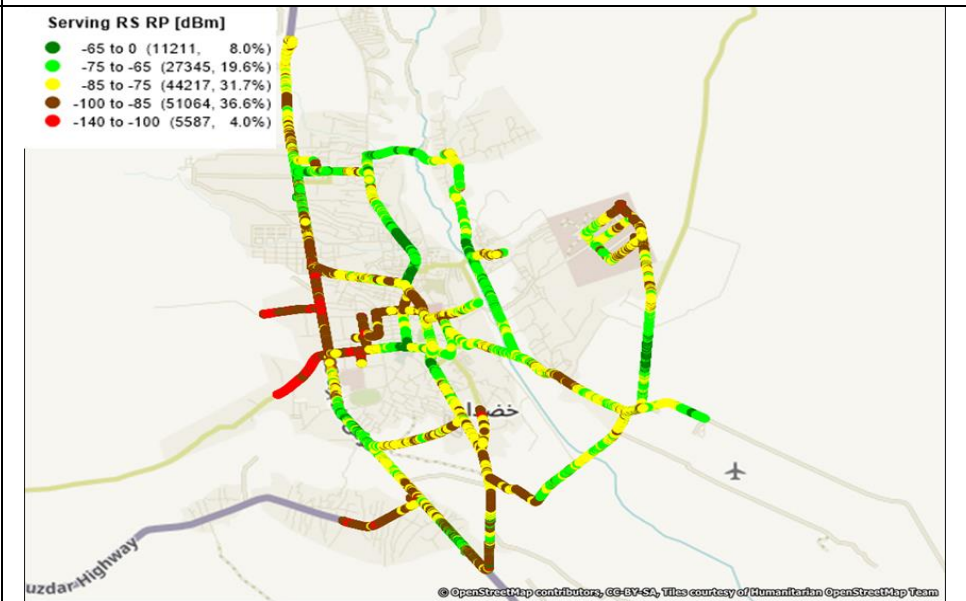 Serving RS RP [dBm]
-65 to 0 (11211, 8.0%)
-75 to -65 (27345, 19.6%)
-85 to -75 (44217, 31.7%)
-100 to -85 (51064, 36.6%)
-140 to -100 (5587, 4.0%)
uzdar-Highway
© OpenStreetMap contributors, CC-BY-SA, Tiles courtesy of Humanitarian OpenStreetMap Team